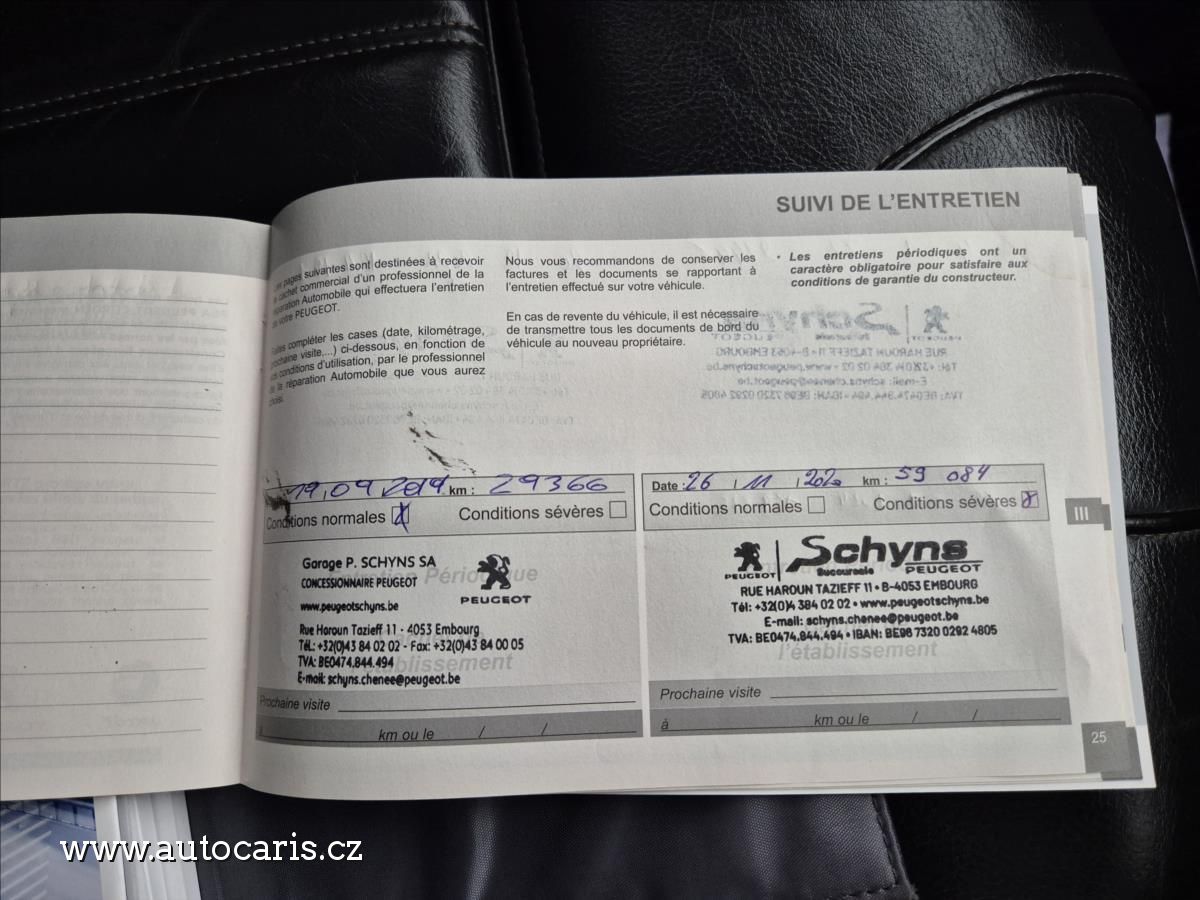 SUIVI DE L'ENTRETIEN
pages suivantes sont destinées à recevoir
cachet commercial d'un professionnel de la
réparation Automobile qui effectuera l'entretien
de votre PEUGEOT.
compléter les cases (date, kilométrage,
prochaine visite,...) ci-dessous, en fonction de
vos conditions d'utilisation, par le professionnel
de la réparation Automobile que vous aurez
choisi.
Nous vous recommandons de conserver les
factures et les documents se rapportant à
l'entretien effectué sur votre véhicule.
En cas de revente du véhicule, il est nécessaire
de transmettre tous les documents de bord du
véhicule au nouveau propriétaire.
• Les entretiens périodiques ont un
caractère obligatoire pour satisfaire aux
conditions de garantie du constructeur.
19.09 2019 km : 29366
Conditions normales Conditions sévères
Garage P. SCHYNS SA
CONCESSIONNAIRE PEUGEOT
www.peugeotschyns.be
PEUGEOT
Rue Haroun Tazieff 11 - 4053 Embourg
Tél.: +32(0)43 84 02 02 - Fax: +32(0)43 84 00 05
TVA: BE0474.844.494
E-mail: schyns.chenee@peugeot.be
Périodique
l'établissement
Prochaine visite
à km ou le / /
Date : 26 / 11 / 2020 km : 59 084
Conditions normales Conditions sévères
PEUGEOT Schyns
Succursale PEUGEOT
RUE HAROUN TAZIEFF 11 • B-4053 EMBOURG
Tél: +32(0)4 384 02 02 • www.peugeotschyns.be
E-mail: schyns.chenee@peugeot.be
TVA: BE0474.844.494 • IBAN: BE98 7320 0292 4805
l'établissement
Prochaine visite
à km ou le / /
III
25
www.autocaris.cz